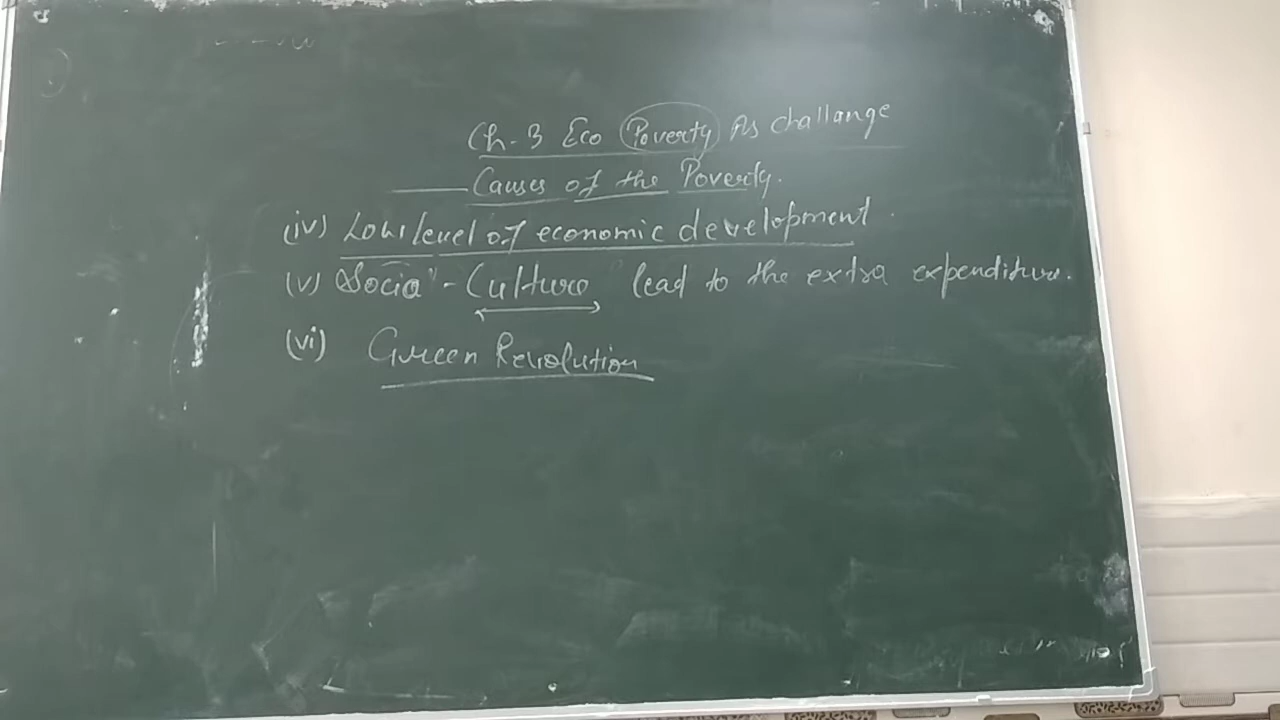 Ch-3 Eco Poverty As challange
Causes of the Poverty.
(iv) Low level of economic development.
(v) Socio - Culture lead to the extra expenditure.
(vi) Green Revolution